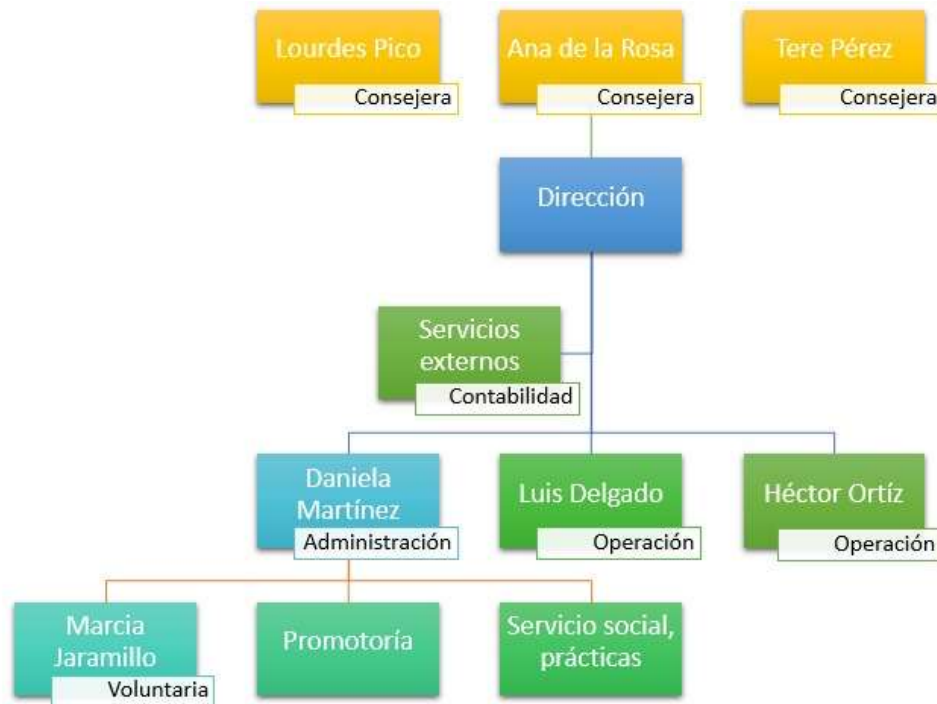 Lourdes Pico
Consejera
Ana de la Rosa
Consejera
Tere Pérez
Consejera
Dirección
Servicios
externos
Contabilidad
Daniela
Martínez
Administración
Luis Delgado
Operación
Héctor Ortíz
Operación
Marcia
Jaramillo
Voluntaria
Promotoría
Servicio social,
prácticas